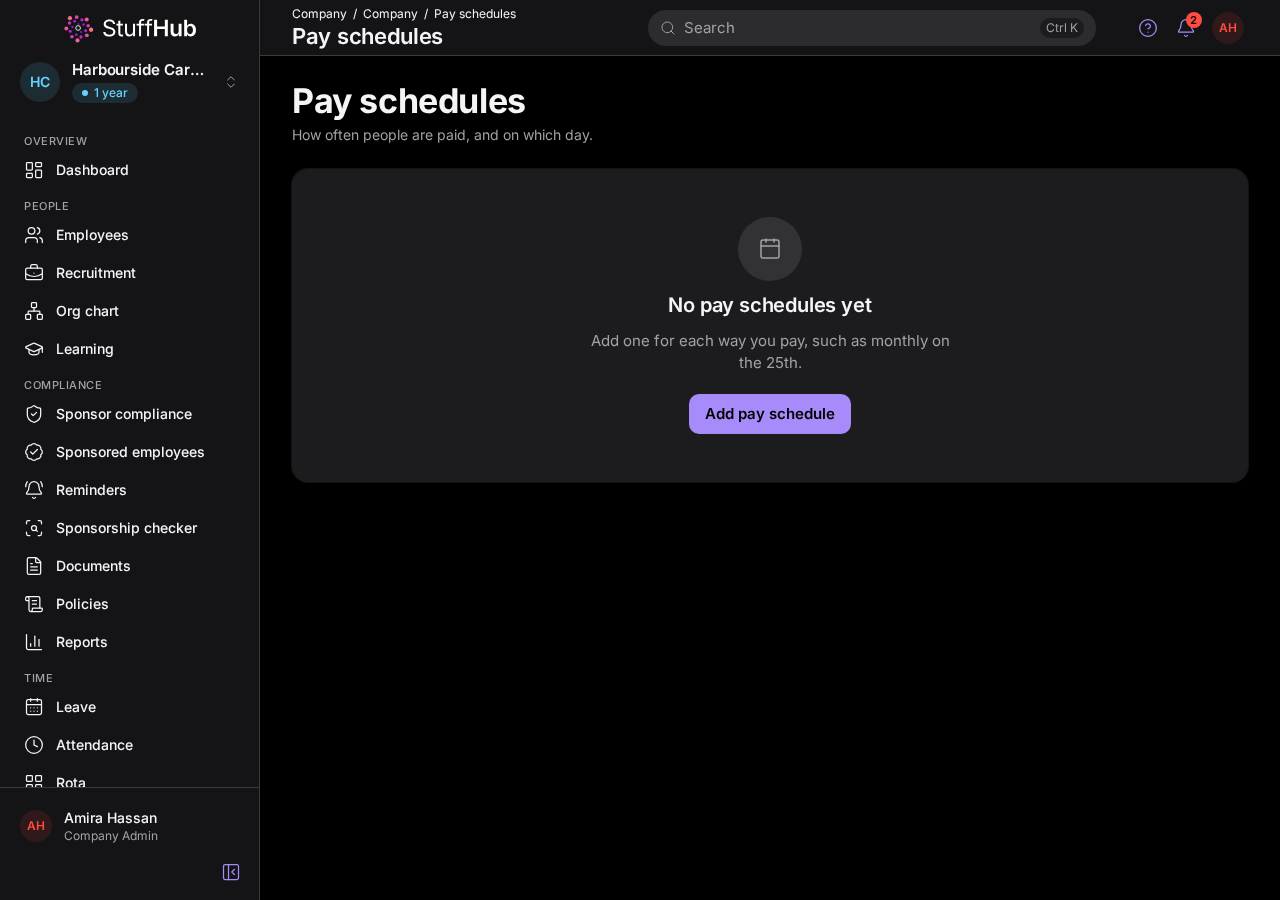 StuffHub
HC
Harbourside Car...
1 year
OVERVIEW
Dashboard
PEOPLE
Employees
Recruitment
Org chart
Learning
COMPLIANCE
Sponsor compliance
Sponsored employees
Reminders
Sponsorship checker
Documents
Policies
Reports
TIME
Leave
Attendance
Rota
AH
Amira Hassan
Company Admin
Company / Company / Pay schedules
Pay schedules
Search
Ctrl K
2
AH
Pay schedules
How often people are paid, and on which day.
No pay schedules yet
Add one for each way you pay, such as monthly on
the 25th.
Add pay schedule